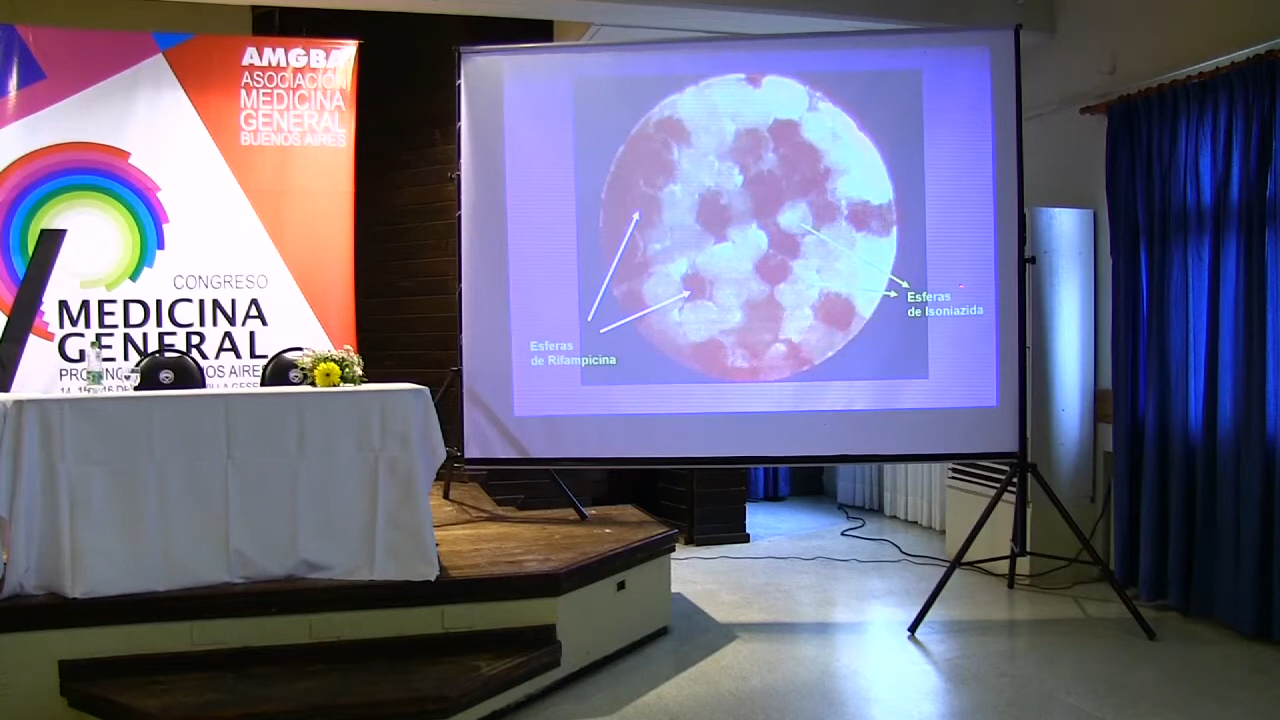 AMGBA
ASOCIACIÓN
MEDICINA
GENERAL
BUENOS AIRES
CONGRESO
MEDICINA
GENERAL
Esferas
de Rifampicina
Esferas
de Isoniazida